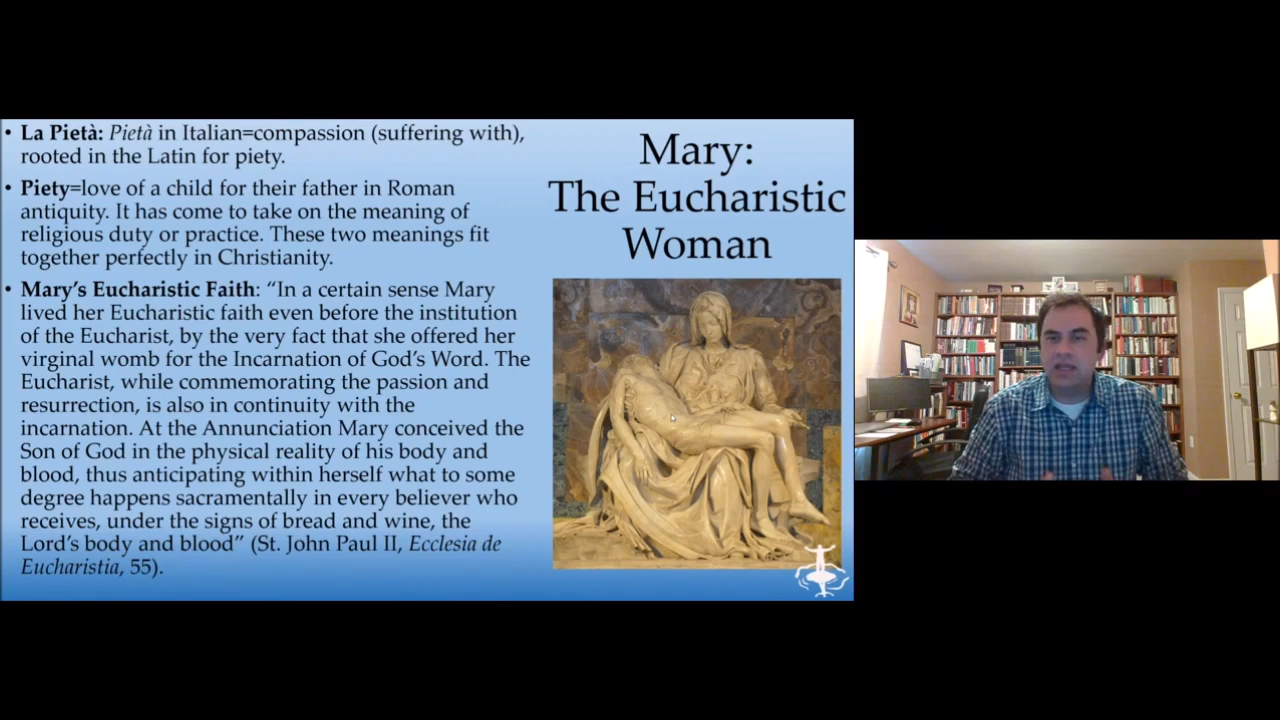 • La Pietà: Pietà in Italian=compassion (suffering with),
rooted in the Latin for piety.
• Piety=love of a child for their father in Roman
antiquity. It has come to take on the meaning of
religious duty or practice. These two meanings fit
together perfectly in Christianity.
• Mary’s Eucharistic Faith: “In a certain sense Mary
lived her Eucharistic faith even before the institution
of the Eucharist, by the very fact that she offered her
virginal womb for the Incarnation of God’s Word. The
Eucharist, while commemorating the passion and
resurrection, is also in continuity with the
incarnation. At the Annunciation Mary conceived the
Son of God in the physical reality of his body and
blood, thus anticipating within herself what to some
degree happens sacramentally in every believer who
receives, under the signs of bread and wine, the
Lord’s body and blood” (St. John Paul II, Ecclesia de
Eucharistia, 55).
Mary:
The Eucharistic
Woman